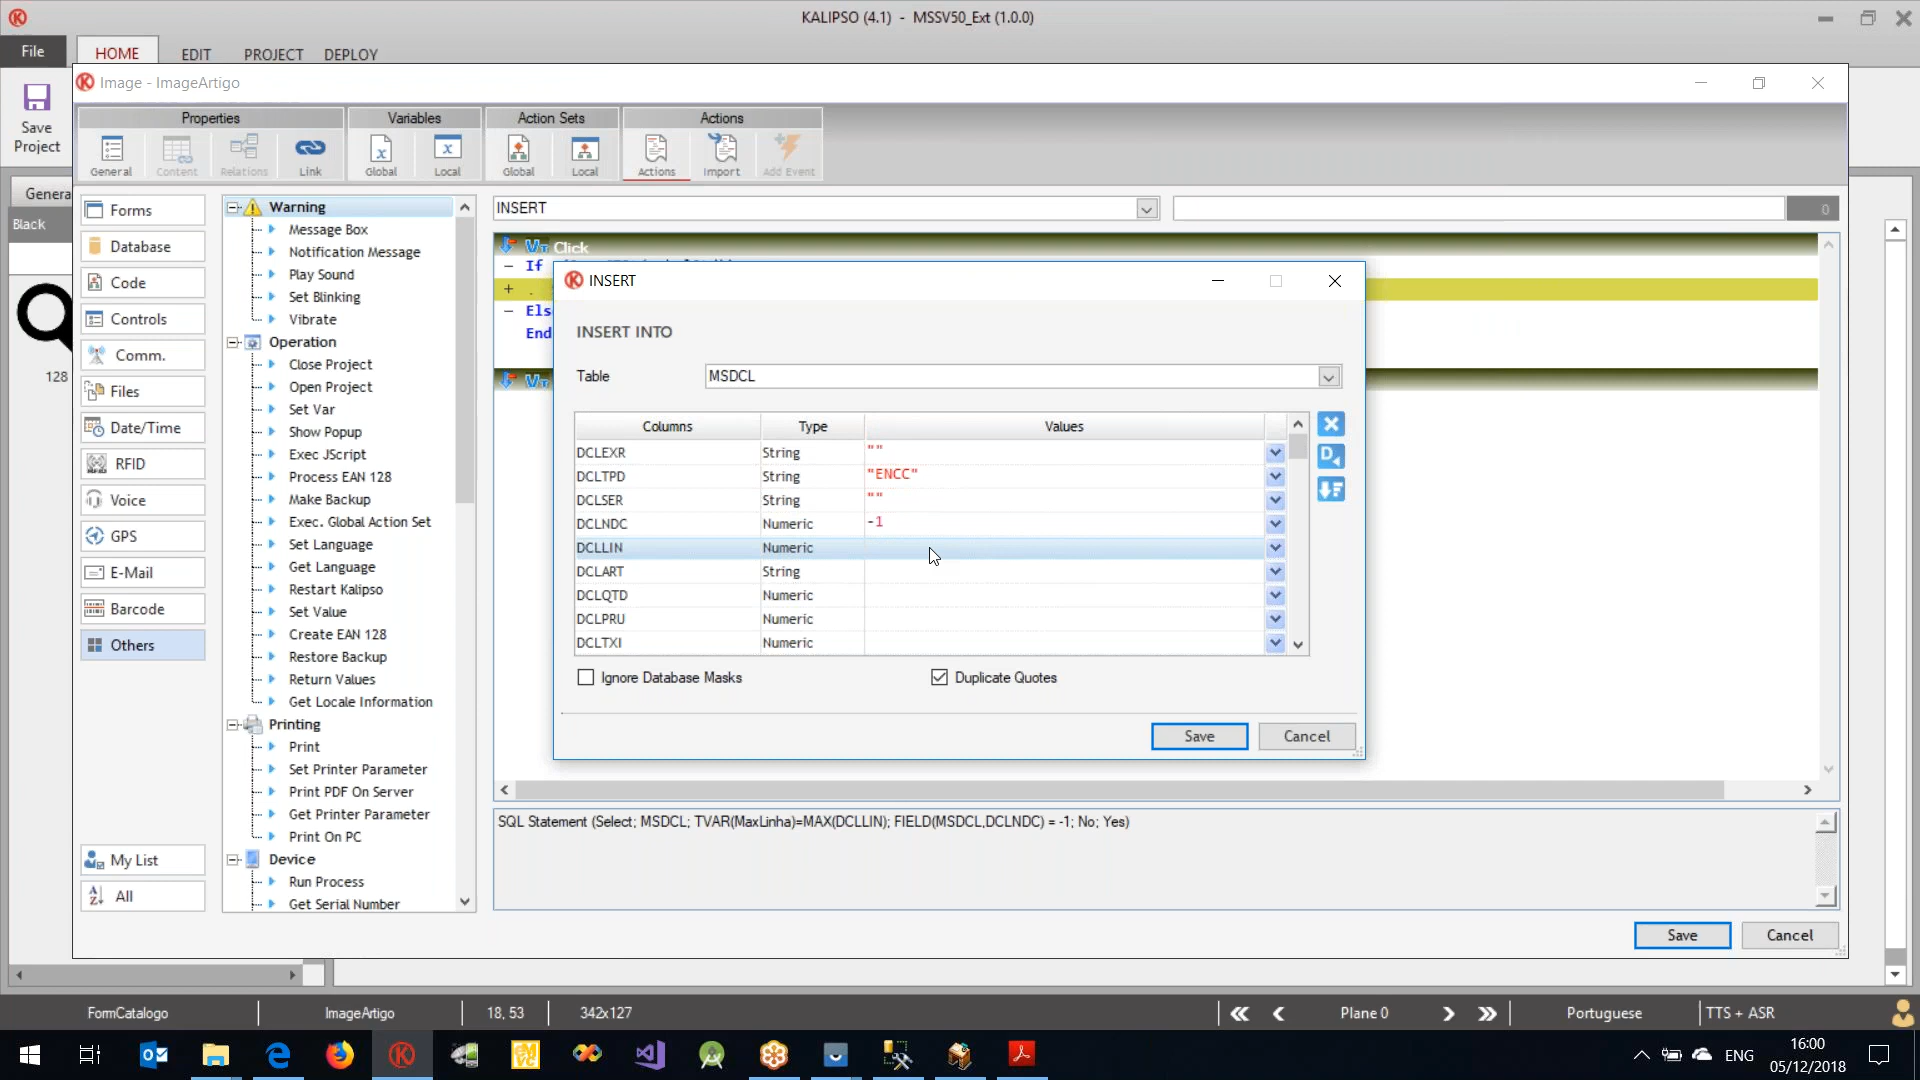 KALIPSO (4.1) - MSSV50_Ext (1.0.0)
File
HOME
EDIT
PROJECT
DEPLOY
Save
Project
Image - ImageArtigo
Properties
Variables
Action Sets
Actions
General
Content
Relations
Link
Global
Local
Global
Local
Actions
Import
Add Event
Genera
Black
128
Forms
Database
Code
Controls
Comm.
Files
Date/Time
RFID
Voice
GPS
E-Mail
Barcode
Others
My List
All
Warning
Message Box
Notification Message
Play Sound
Set Blinking
Vibrate
Operation
Close Project
Open Project
Set Var
Show Popup
Exec JScript
Process EAN 128
Make Backup
Exec. Global Action Set
Set Language
Get Language
Restart Kalipso
Set Value
Create EAN 128
Restore Backup
Return Values
Get Locale Information
Printing
Print
Set Printer Parameter
Print PDF On Server
Get Printer Parameter
Print On PC
Device
Run Process
Get Serial Number
INSERT
0
Click
If
Els
End
INSERT
INSERT INTO
Table
MSDCL
Columns Type Values
DCLEXR String ""
DCLTPD String "ENCC"
DCLSER String ""
DCLNDC Numeric -1
DCLLIN Numeric
DCLART String
DCLQTD Numeric
DCLPRU Numeric
DCLTXI Numeric
Ignore Database Masks
Duplicate Quotes
Save
Cancel
SQL Statement (Select; MSDCL; TVAR(MaxLinha)=MAX(DCLLIN); FIELD(MSDCL,DCLNDC) = -1; No; Yes)
Save
Cancel
FormCatalogo
ImageArtigo
18, 53
342x127
Plane 0
Portuguese
TTS + ASR
ENG
16:00
05/12/2018